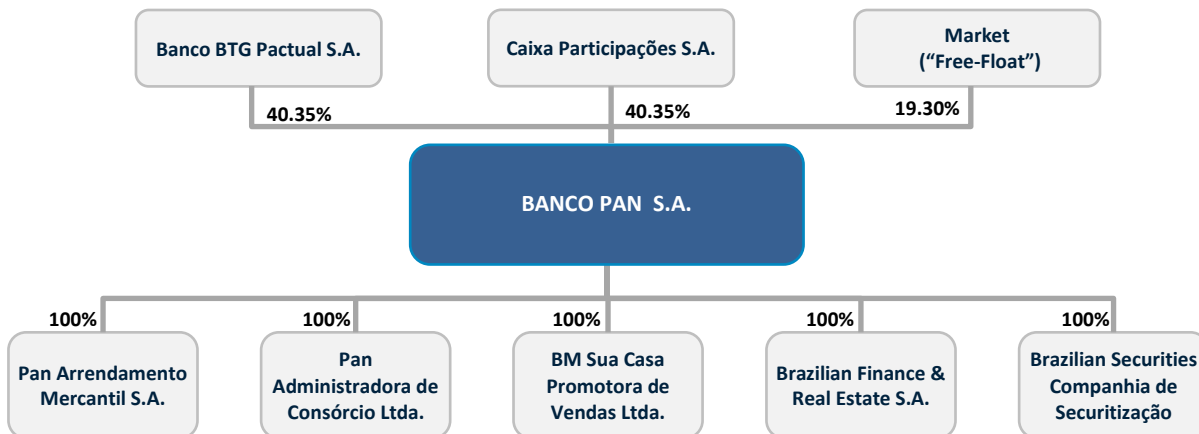 Banco BTG Pactual S.A.
Caixa Participações S.A.
Market
(“Free-Float”)
40.35%
40.35%
19.30%
BANCO PAN S.A.
100%
100%
100%
100%
100%
Pan Arrendamento
Mercantil S.A.
Pan
Administradora de
Consórcio Ltda.
BM Sua Casa
Promotora de
Vendas Ltda.
Brazilian Finance &
Real Estate S.A.
Brazilian Securities
Companhia de
Securitização